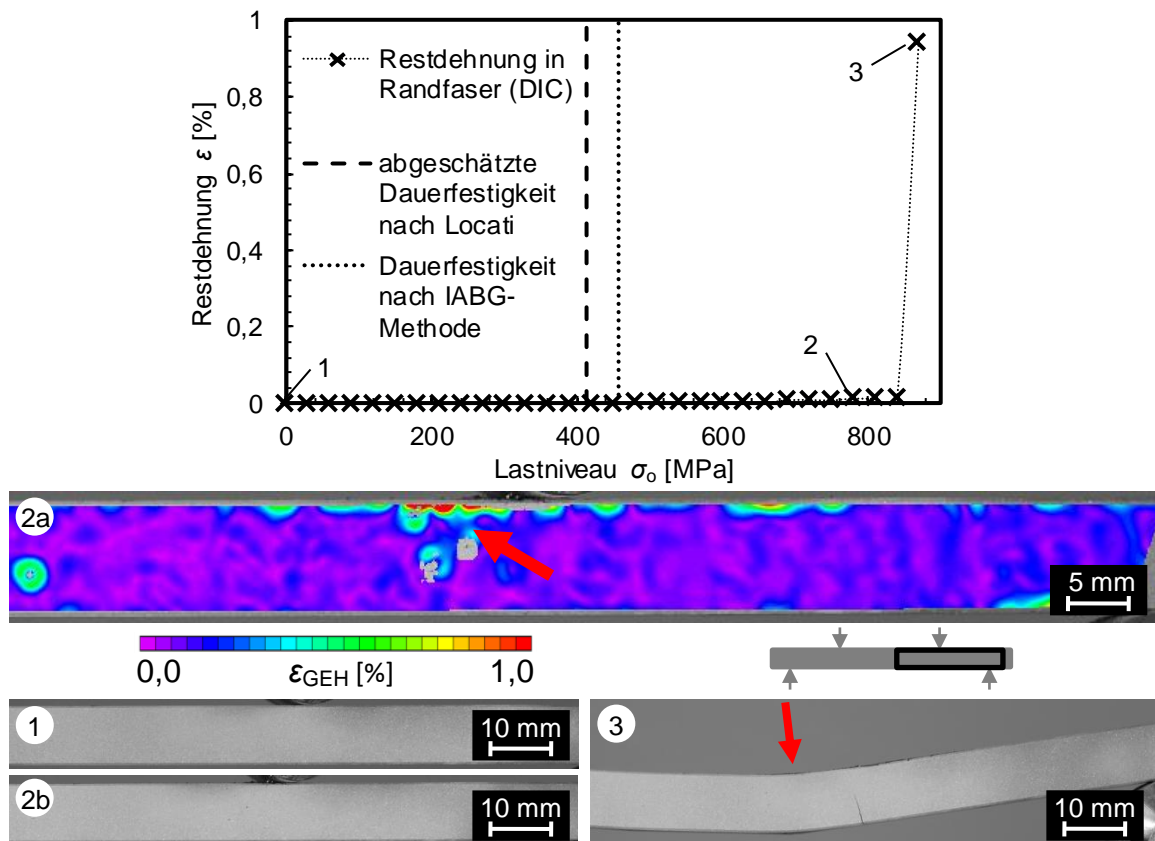 1
0,8
0,6
0,4
0,2
0
Restdehnung ε [%]
Restdehnung in
Randfaser (DIC)
abgeschätzte
Dauerfestigkeit
nach Locati
Dauerfestigkeit
nach IABG-
Methode
1
2
3
0 200 400 600 800
Lastniveau σo [MPa]
2a
5 mm
0,0 εGEH [%] 1,0
1
10 mm
2b
10 mm
3
10 mm